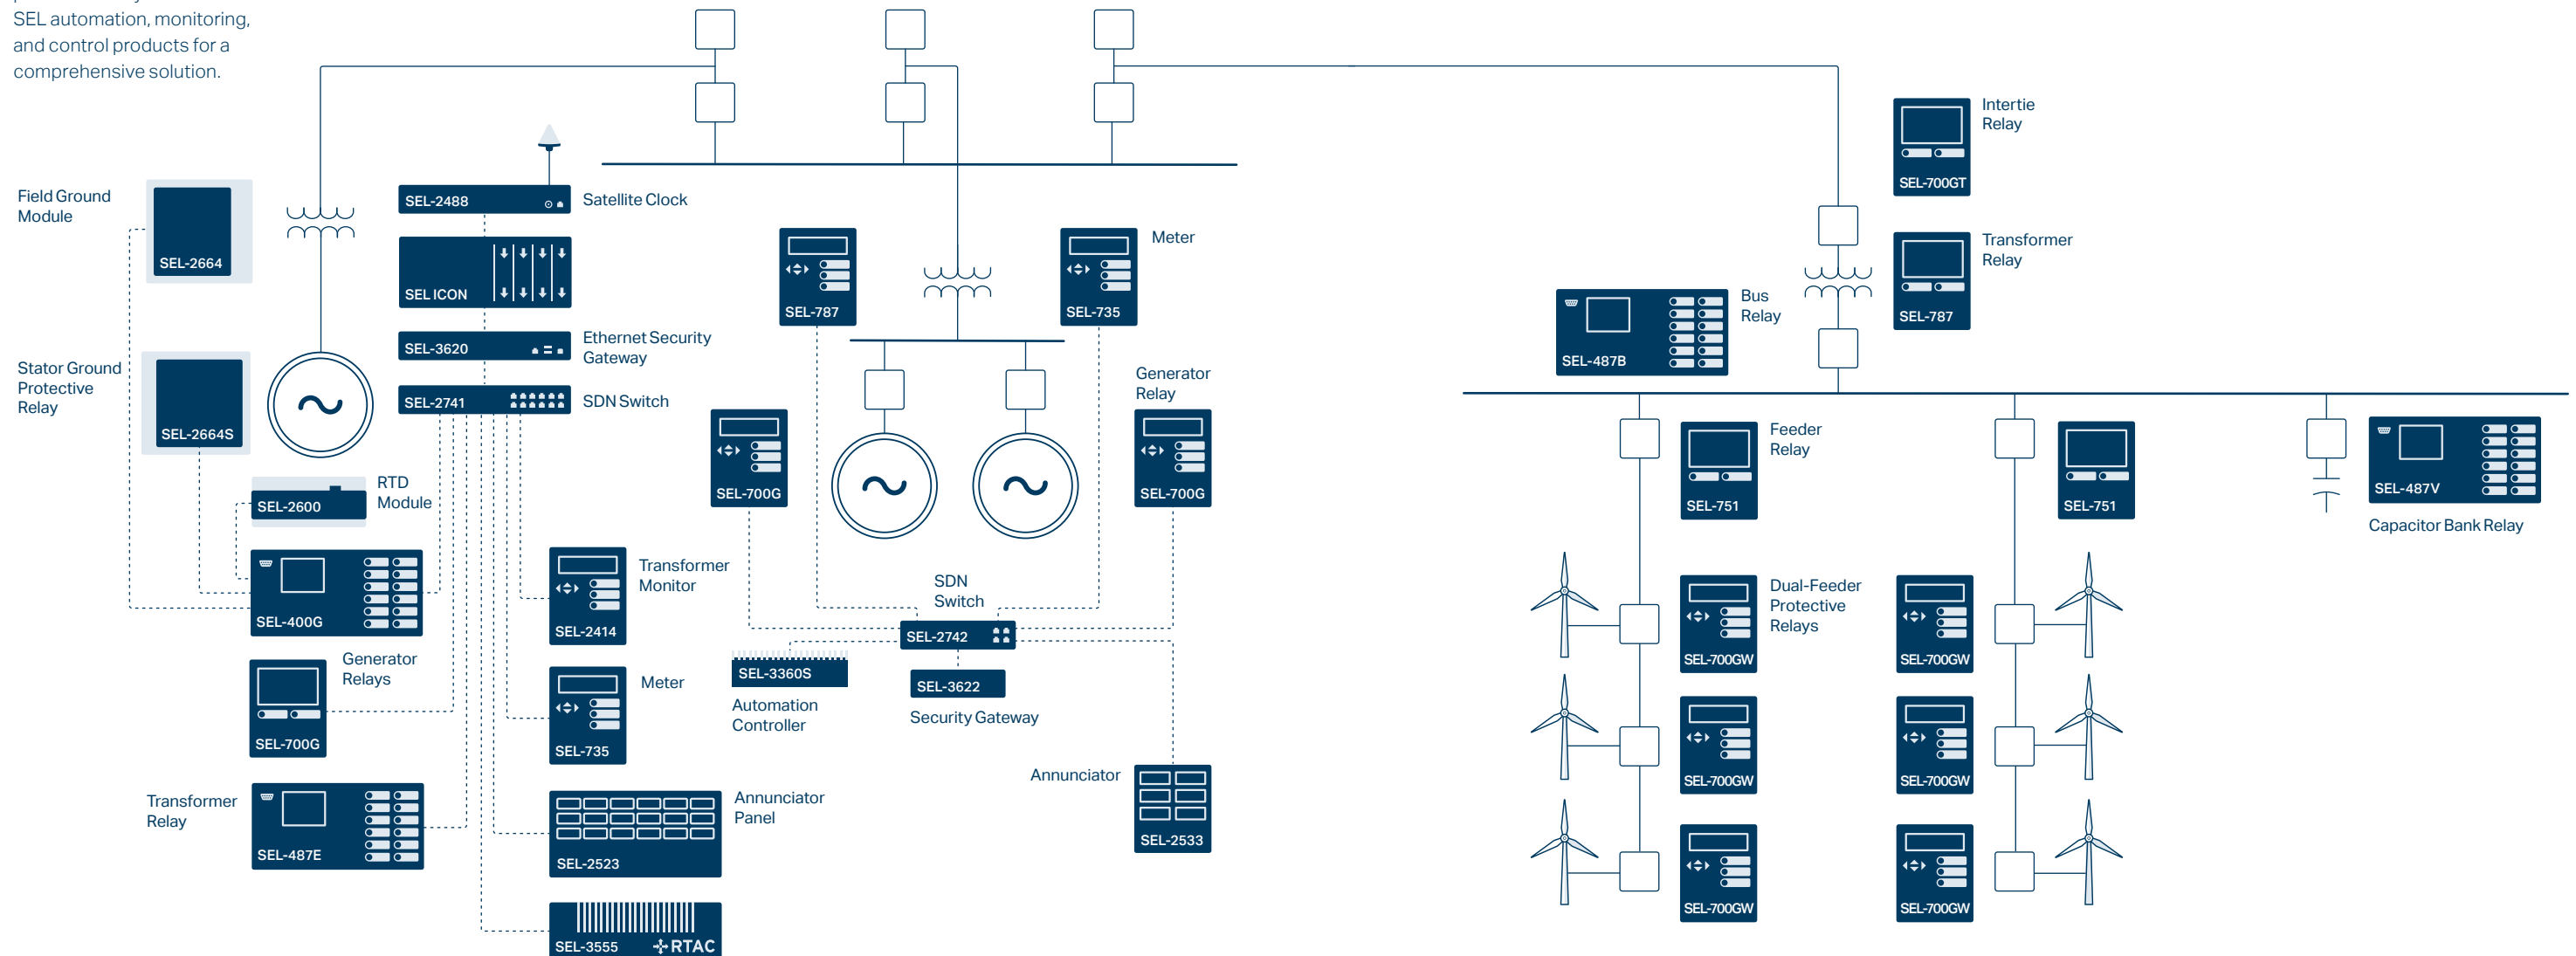 SEL automation, monitoring,
and control products for a
comprehensive solution.
Field Ground
Module
SEL-2664
Stator Ground
Protective
Relay
SEL-2664S
SEL-2488
Satellite Clock
SEL ICON
SEL-3620
Ethernet Security
Gateway
SEL-2741
SDN Switch
SEL-2600
RTD
Module
SEL-400G
Generator
Relays
SEL-700G
Transformer
Relay
SEL-487E
Transformer
Monitor
SEL-2414
Meter
SEL-735
Annunciator
Panel
SEL-2523
SEL-3555
RTAC
SEL-787
Meter
SEL-735
Generator
Relay
SEL-700G
SEL-700G
SDN
Switch
SEL-2742
SEL-3360S
Automation
Controller
SEL-3622
Security Gateway
Annunciator
SEL-2533
Intertie
Relay
SEL-700GT
Transformer
Relay
SEL-787
Bus
Relay
SEL-487B
Feeder
Relay
SEL-751
SEL-751
SEL-487V
Capacitor Bank Relay
Dual-Feeder
Protective
Relays
SEL-700GW
SEL-700GW
SEL-700GW
SEL-700GW
SEL-700GW
SEL-700GW